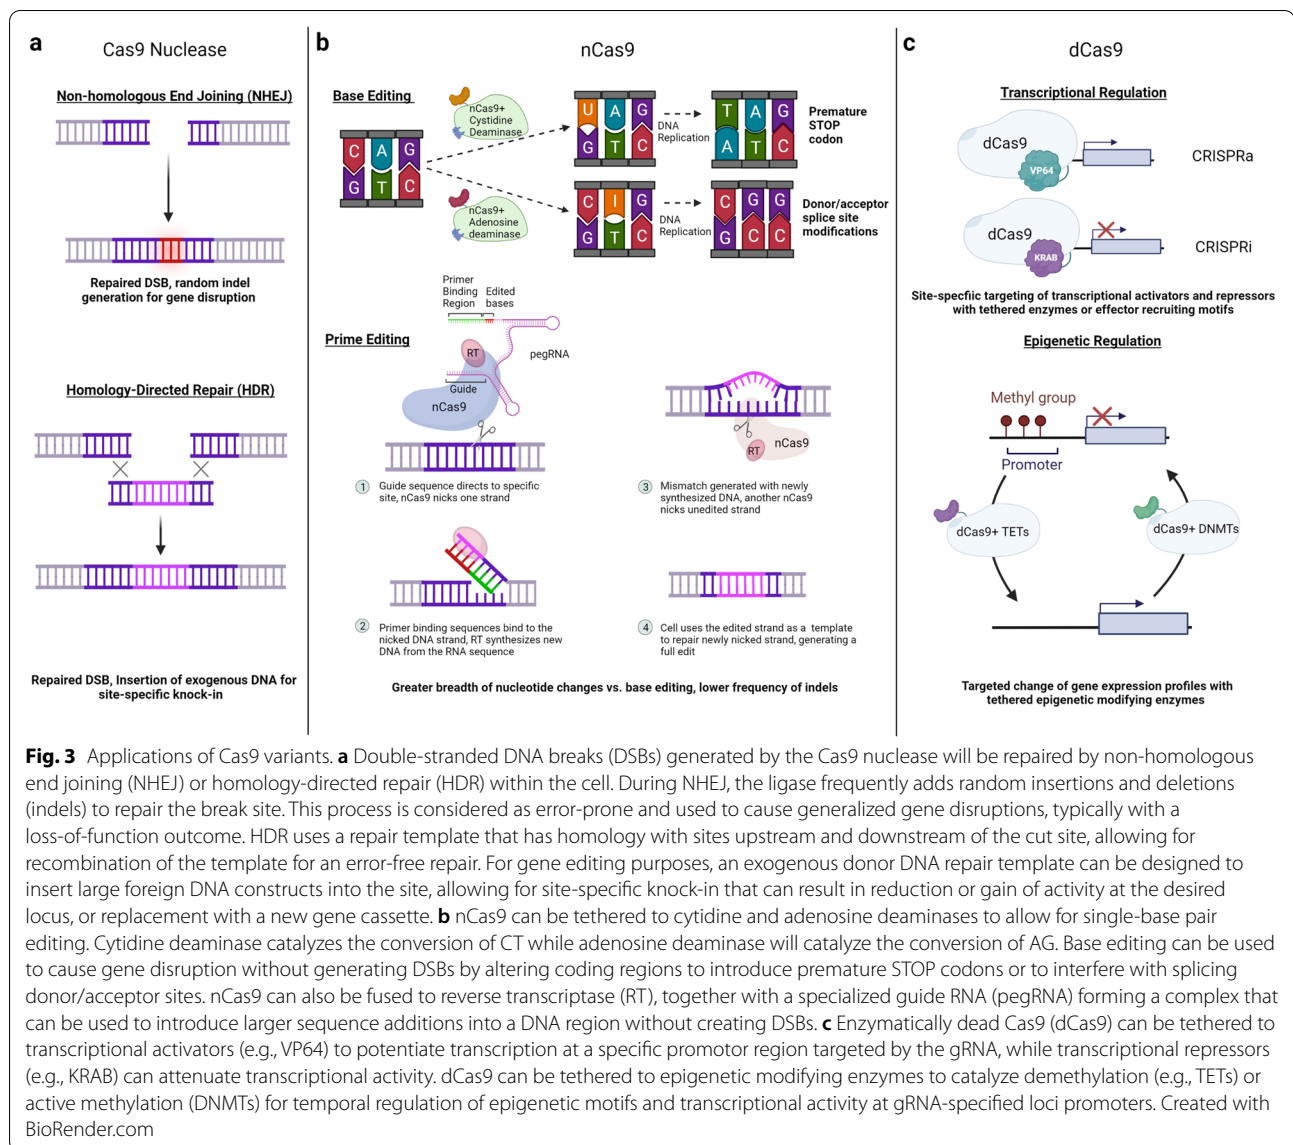 a Cas9 Nuclease
Non-homologous End Joining (NHEJ)
Repaired DSB, random indel
generation for gene disruption
Homology-Directed Repair (HDR)
Repaired DSB, Insertion of exogenous DNA for
site-specific knock-in
b nCas9
Base Editing
C A G
G T C
nCas9+
Cystidine
Deaminase
U A G
G T C
DNA
Replication
T A G
A T C
Premature
STOP
codon
nCas9+
Adenosine
deaminase
C I G
G T C
DNA
Replication
C G G
G C C
Donor/acceptor
splice site
modifications
Prime Editing
Primer
Binding
Region
Edited
bases
RT
pegRNA
Guide
nCas9
1 Guide sequence directs to specific
site, nCas9 nicks one strand
2 Primer binding sequences bind to the
nicked DNA strand, RT synthesizes new
DNA from the RNA sequence
RT
nCas9
3 Mismatch generated with newly
synthesized DNA, another nCas9
nicks unedited strand
4 Cell uses the edited strand as a template
to repair newly nicked strand, generating a
full edit
Greater breadth of nucleotide changes vs. base editing, lower frequency of indels
c dCas9
Transcriptional Regulation
dCas9
VP64
CRISPRa
dCas9
KRAB
CRISPRi
Site-specfiic targeting of transcriptional activators and repressors
with tethered enzymes or effector recruiting motifs
Epigenetic Regulation
Methyl group
Promoter
dCas9+ TETs
dCas9+ DNMTs
Targeted change of gene expression profiles with
tethered epigenetic modifying enzymes
Fig. 3 Applications of Cas9 variants. a Double-stranded DNA breaks (DSBs) generated by the Cas9 nuclease will be repaired by non-homologous
end joining (NHEJ) or homology-directed repair (HDR) within the cell. During NHEJ, the ligase frequently adds random insertions and deletions
(indels) to repair the break site. This process is considered as error-prone and used to cause generalized gene disruptions, typically with a
loss-of-function outcome. HDR uses a repair template that has homology with sites upstream and downstream of the cut site, allowing for
recombination of the template for an error-free repair. For gene editing purposes, an exogenous donor DNA repair template can be designed to
insert large foreign DNA constructs into the site, allowing for site-specific knock-in that can result in reduction or gain of activity at the desired
locus, or replacement with a new gene cassette. b nCas9 can be tethered to cytidine and adenosine deaminases to allow for single-base pair
editing. Cytidine deaminase catalyzes the conversion of CT while adenosine deaminase will catalyze the conversion of AG. Base editing can be used
to cause gene disruption without generating DSBs by altering coding regions to introduce premature STOP codons or to interfere with splicing
donor/acceptor sites. nCas9 can also be fused to reverse transcriptase (RT), together with a specialized guide RNA (pegRNA) forming a complex that
can be used to introduce larger sequence additions into a DNA region without creating DSBs. c Enzymatically dead Cas9 (dCas9) can be tethered to
transcriptional activators (e.g., VP64) to potentiate transcription at a specific promotor region targeted by the gRNA, while transcriptional repressors
(e.g., KRAB) can attenuate transcriptional activity. dCas9 can be tethered to epigenetic modifying enzymes to catalyze demethylation (e.g., TETs) or
active methylation (DNMTs) for temporal regulation of epigenetic motifs and transcriptional activity at gRNA-specified loci promoters. Created with
BioRender.com